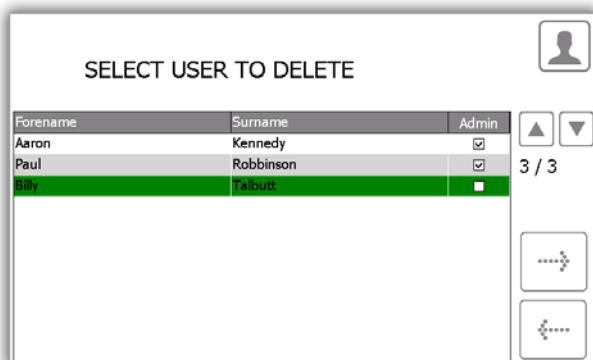 SELECT USER TO DELETE
Forename Surname Admin
Aaron Kennedy
Paul Robbinson
3 / 3
Billy Talbutt